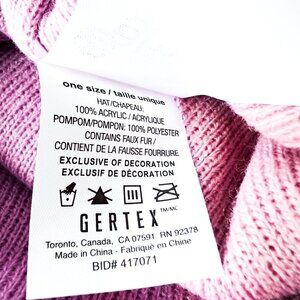 one size / taille unique
HAT/CHAPEAU:
100% ACRYLIC / ACRYLIQUE
POMPOM/POMPON: 100% POLYESTER
CONTAINS FAUX FUR /
CONTIENT DE LA FAUSSE FOURRURE.
EXCLUSIVE OF DECORATION
EXCLUSIF DE DÉCORATION
GERTEX TM/MC
Toronto, Canada, CA 07591 RN 92378
Made in China - Fabriqué en Chine
BID# 417071